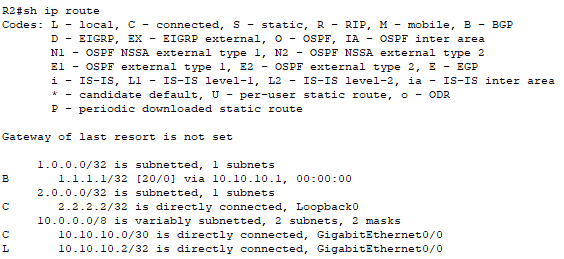 R2#sh ip route
Codes: L - local, C - connected, S - static, R - RIP, M - mobile, B - BGP
D - EIGRP, EX - EIGRP external, O - OSPF, IA - OSPF inter area
N1 - OSPF NSSA external type 1, N2 - OSPF NSSA external type 2
E1 - OSPF external type 1, E2 - OSPF external type 2, E - EGP
i - IS-IS, L1 - IS-IS level-1, L2 - IS-IS level-2, ia - IS-IS inter area
* - candidate default, U - per-user static route, o - ODR
P - periodic downloaded static route
Gateway of last resort is not set
1.0.0.0/32 is subnetted, 1 subnets
B 1.1.1.1/32 [20/0] via 10.10.10.1, 00:00:00
2.0.0.0/32 is subnetted, 1 subnets
C 2.2.2.2/32 is directly connected, Loopback0
10.0.0.0/8 is variably subnetted, 2 subnets, 2 masks
C 10.10.10.0/30 is directly connected, GigabitEthernet0/0
L 10.10.10.2/32 is directly connected, GigabitEthernet0/0